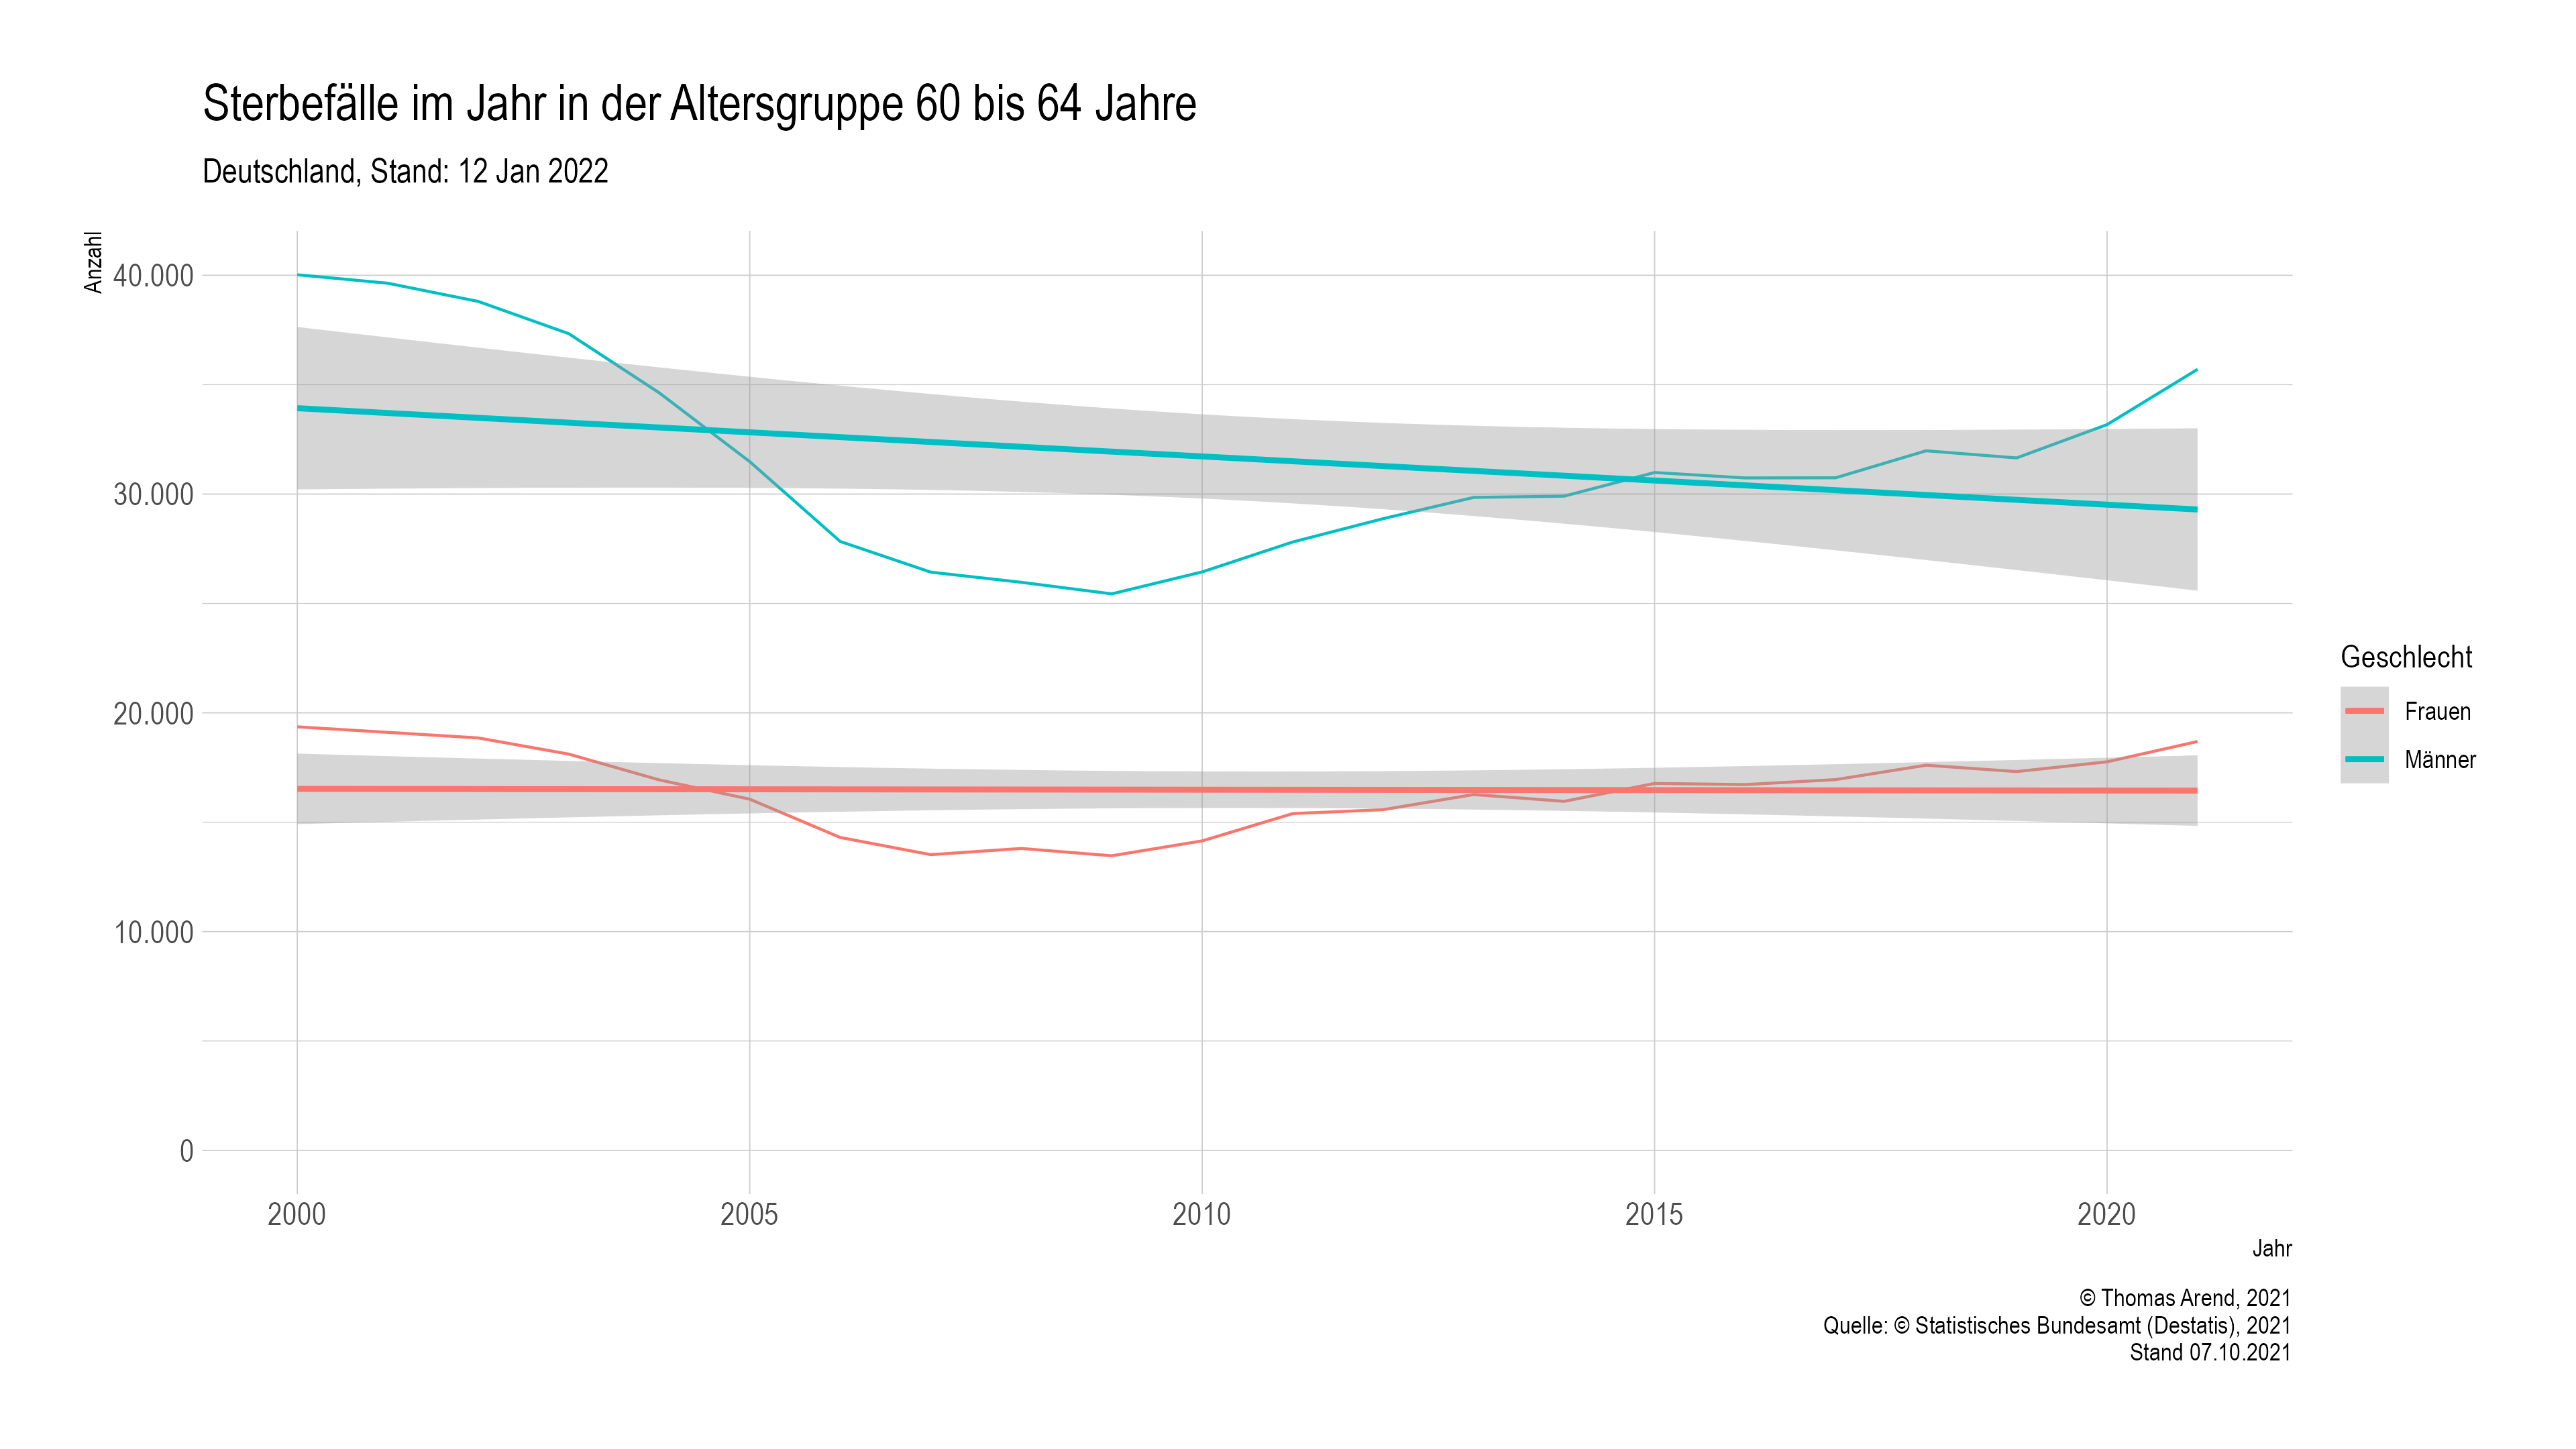 Sterbefälle im Jahr in der Altersgruppe 60 bis 64 Jahre
Deutschland, Stand: 12 Jan 2022
Anzahl
40.000
30.000
20.000
10.000
0
2000
2005
2010
2015
2020
Jahr
Geschlecht
Frauen
Männer
© Thomas Arend, 2021
Quelle: © Statistisches Bundesamt (Destatis), 2021
Stand 07.10.2021